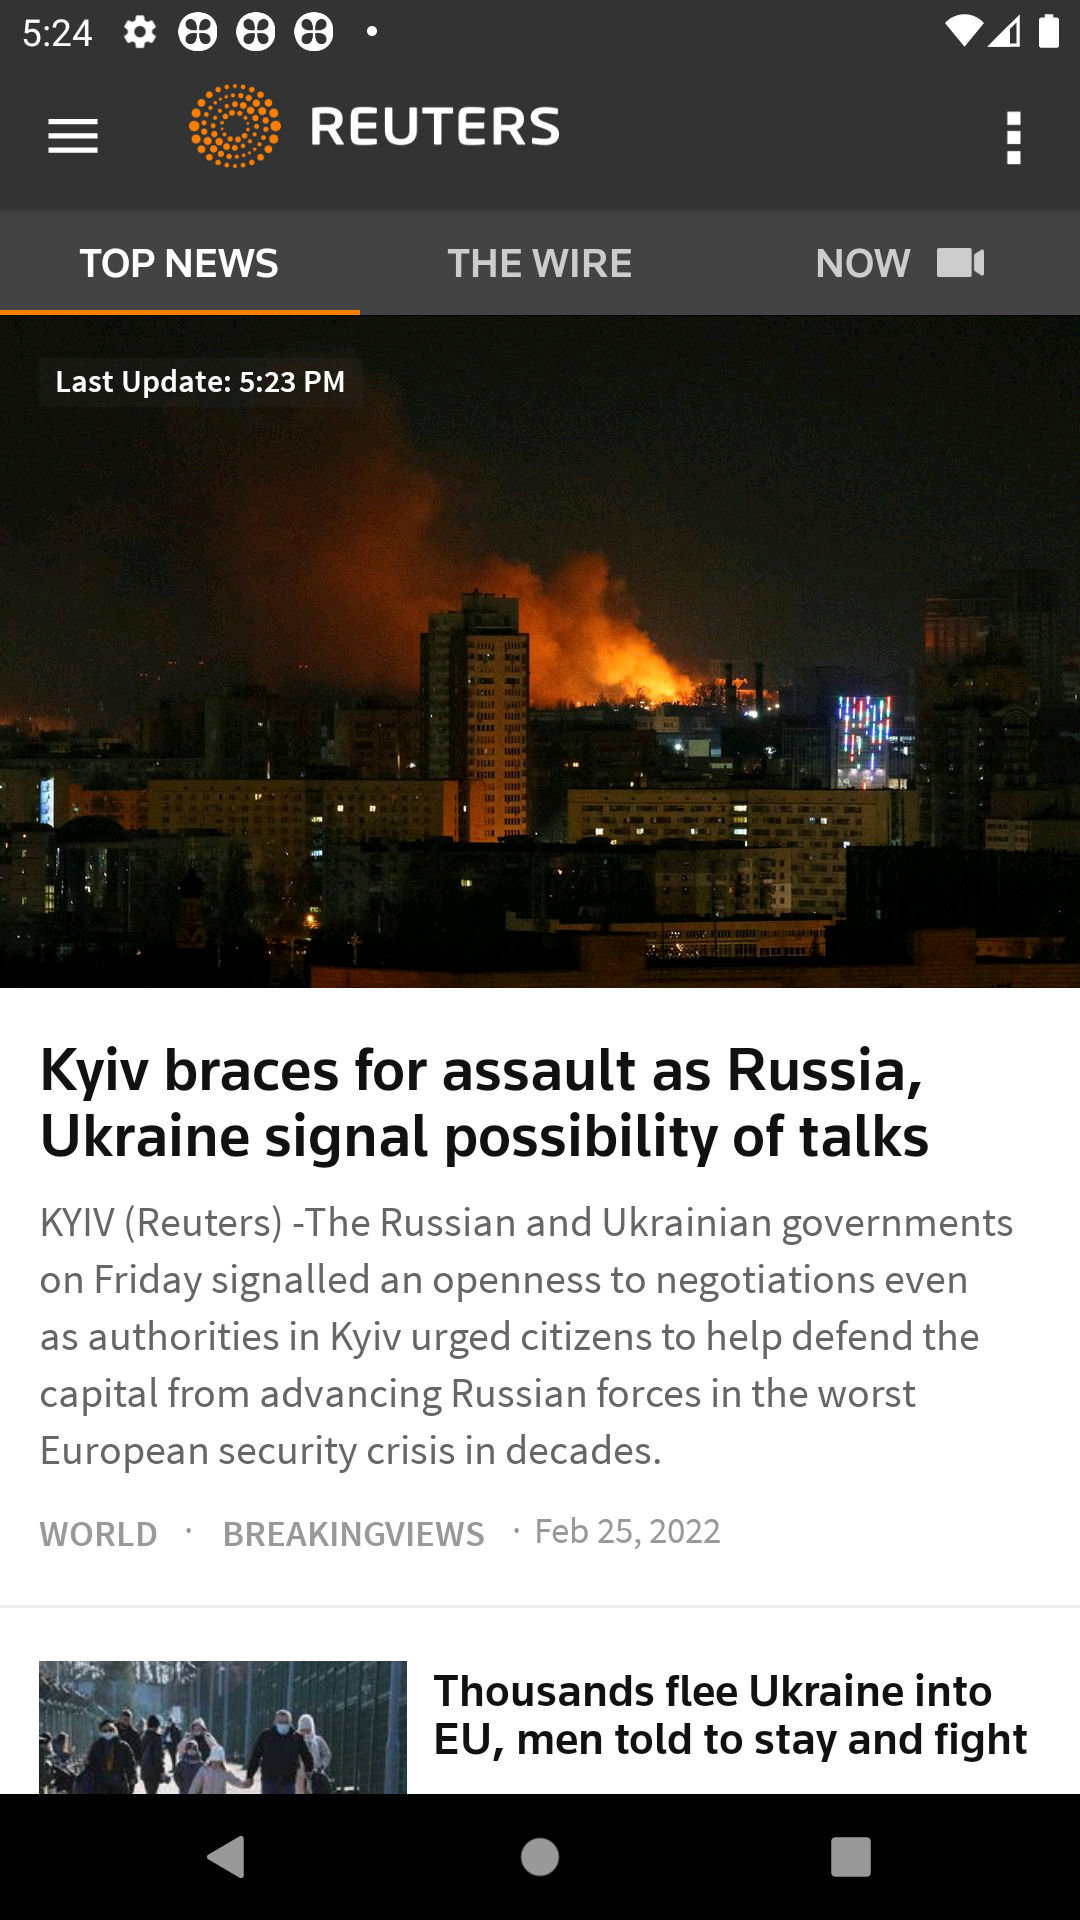 5:24
REUTERS
TOP NEWS
THE WIRE
NOW
Last Update: 5:23 PM
Kyiv braces for assault as Russia,
Ukraine signal possibility of talks
KYIV (Reuters) -The Russian and Ukrainian governments
on Friday signalled an openness to negotiations even
as authorities in Kyiv urged citizens to help defend the
capital from advancing Russian forces in the worst
European security crisis in decades.
WORLD · BREAKINGVIEWS · Feb 25, 2022
Thousands flee Ukraine into
EU, men told to stay and fight